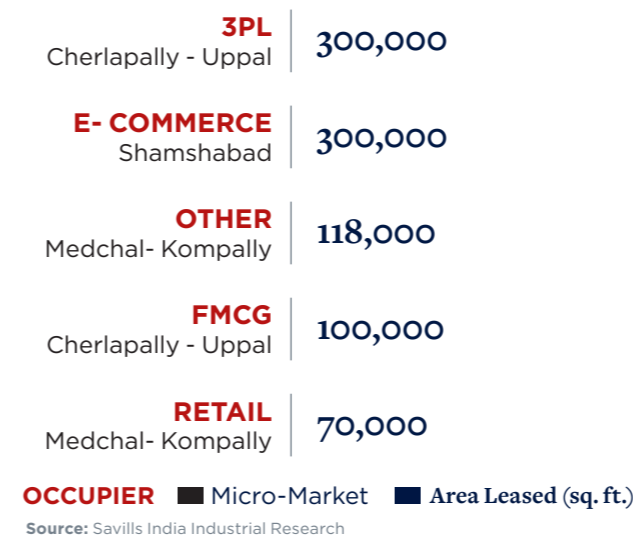 3PL
Cherlapally - Uppal
300,000
E- COMMERCE
Shamshabad
300,000
OTHER
Medchal- Kompally
118,000
FMCG
Cherlapally - Uppal
100,000
RETAIL
Medchal- Kompally
70,000
OCCUPIER Micro-Market Area Leased (sq. ft.)
Source: Savills India Industrial Research